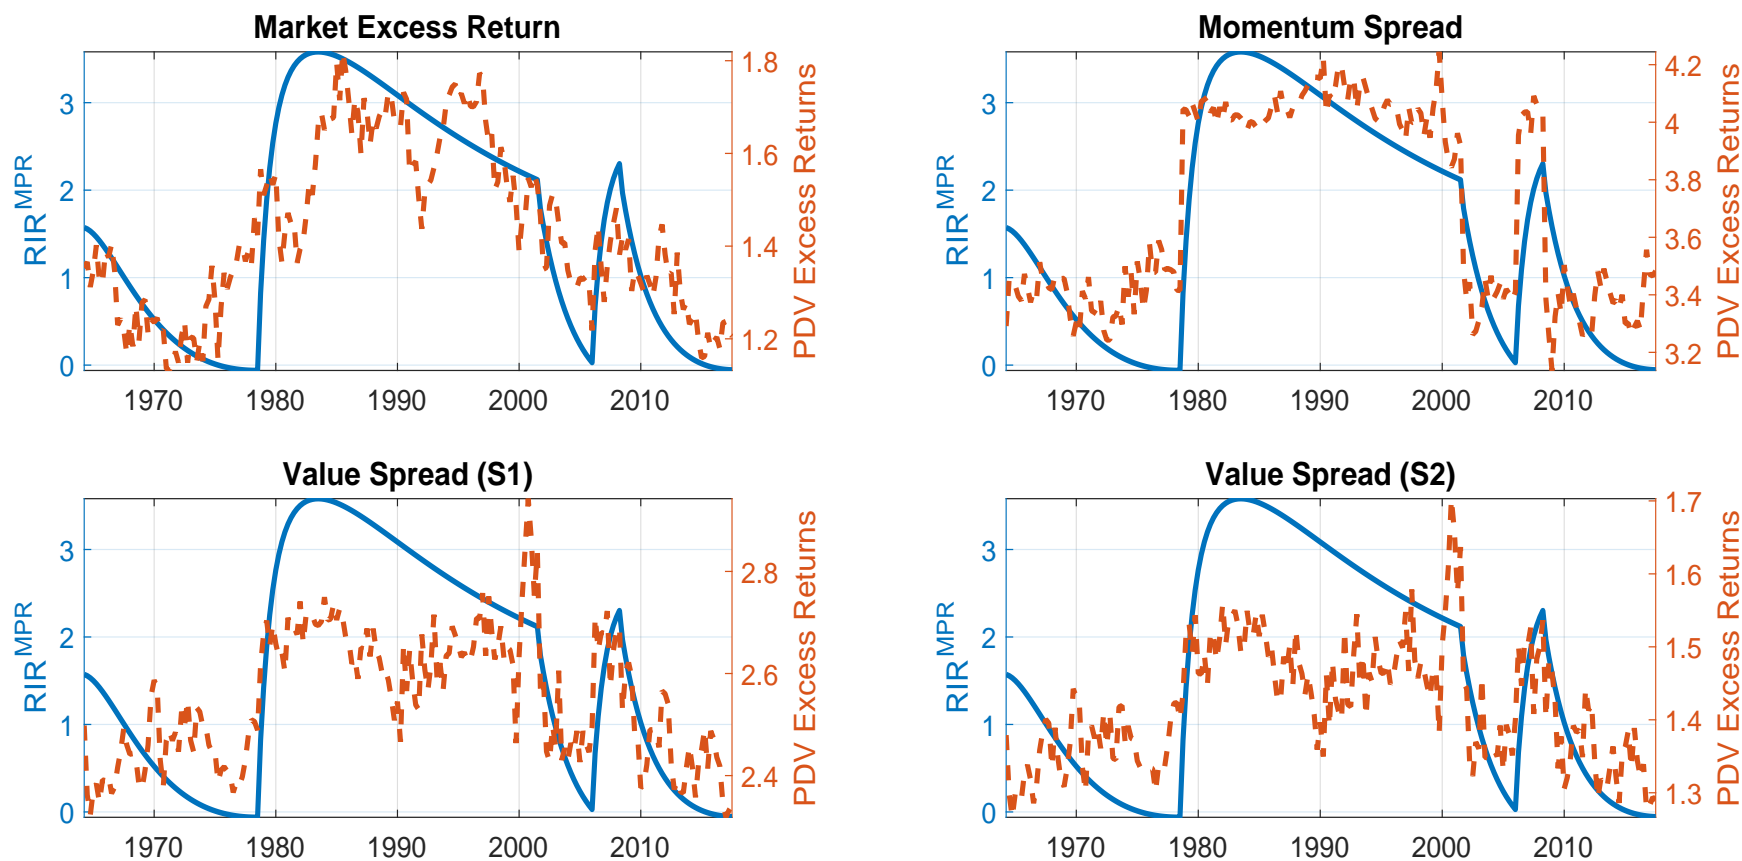 Market Excess Return
RIR^MPR
3
2
1
0
1.8
1.6
1.4
1.2
PDV Excess Returns
1970 1980 1990 2000 2010
Momentum Spread
RIR^MPR
3
2
1
0
4.2
4
3.8
3.6
3.4
3.2
PDV Excess Returns
1970 1980 1990 2000 2010
Value Spread (S1)
RIR^MPR
3
2
1
0
2.8
2.6
2.4
PDV Excess Returns
1970 1980 1990 2000 2010
Value Spread (S2)
RIR^MPR
3
2
1
0
1.7
1.6
1.5
1.4
1.3
PDV Excess Returns
1970 1980 1990 2000 2010